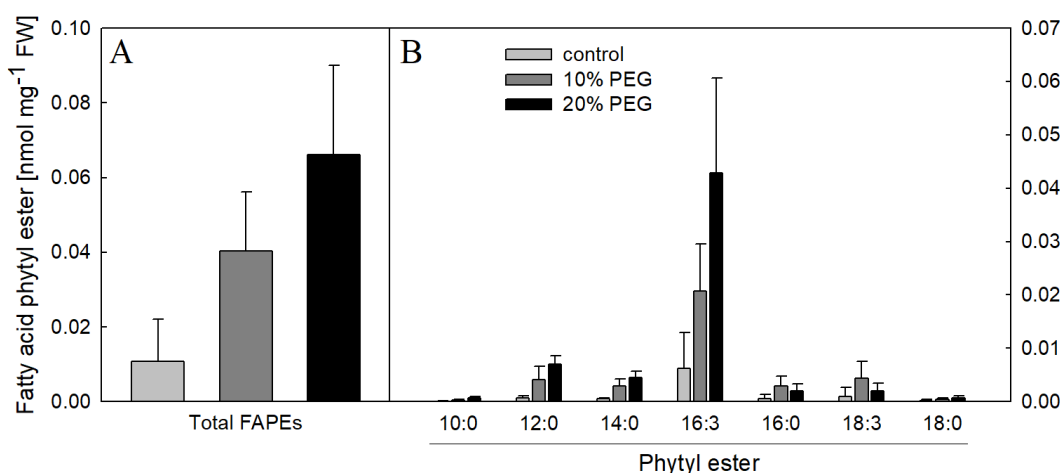 A
B
control
10% PEG
20% PEG
Fatty acid phytyl ester [nmol mg⁻¹ FW]
0.10
0.08
0.06
0.04
0.02
0.00
0.07
0.06
0.05
0.04
0.03
0.02
0.01
0.00
Total FAPEs
10:0 12:0 14:0 16:3 16:0 18:3 18:0
Phytyl ester